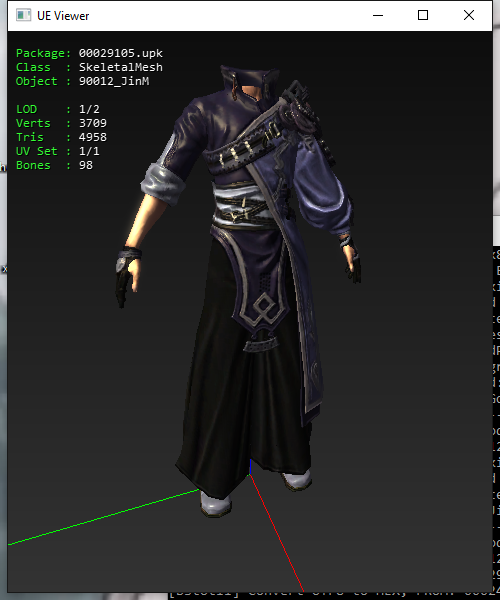 UE Viewer
Package: 00029105.upk
Class : SkeletalMesh
Object : 90012_JinM
LOD : 1/2
Verts : 3709
Tris : 4958
UV Set : 1/1
Bones : 98